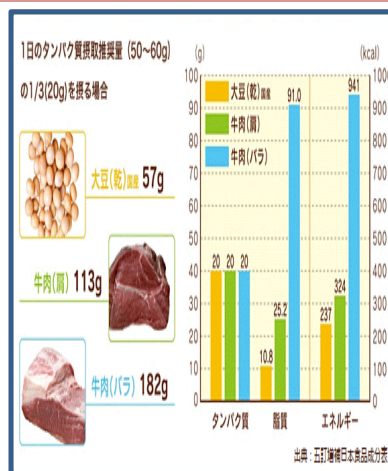 1日のタンパク質摂取推奨量（50〜60g）
の1/3(20g)を摂る場合
大豆(乾)国産 57g
牛肉(肩) 113g
牛肉(バラ) 182g
(g) (kcal)
大豆(乾)国産
牛肉(肩)
牛肉(バラ)
100
90
80
70
60
50
40
30
20
10
0
1000
900
800
700
600
500
400
300
200
100
0
20 20 20
10.8 25.2 91.0
237 324 941
タンパク質 脂質 エネルギー
出典：五訂増補日本食品成分表